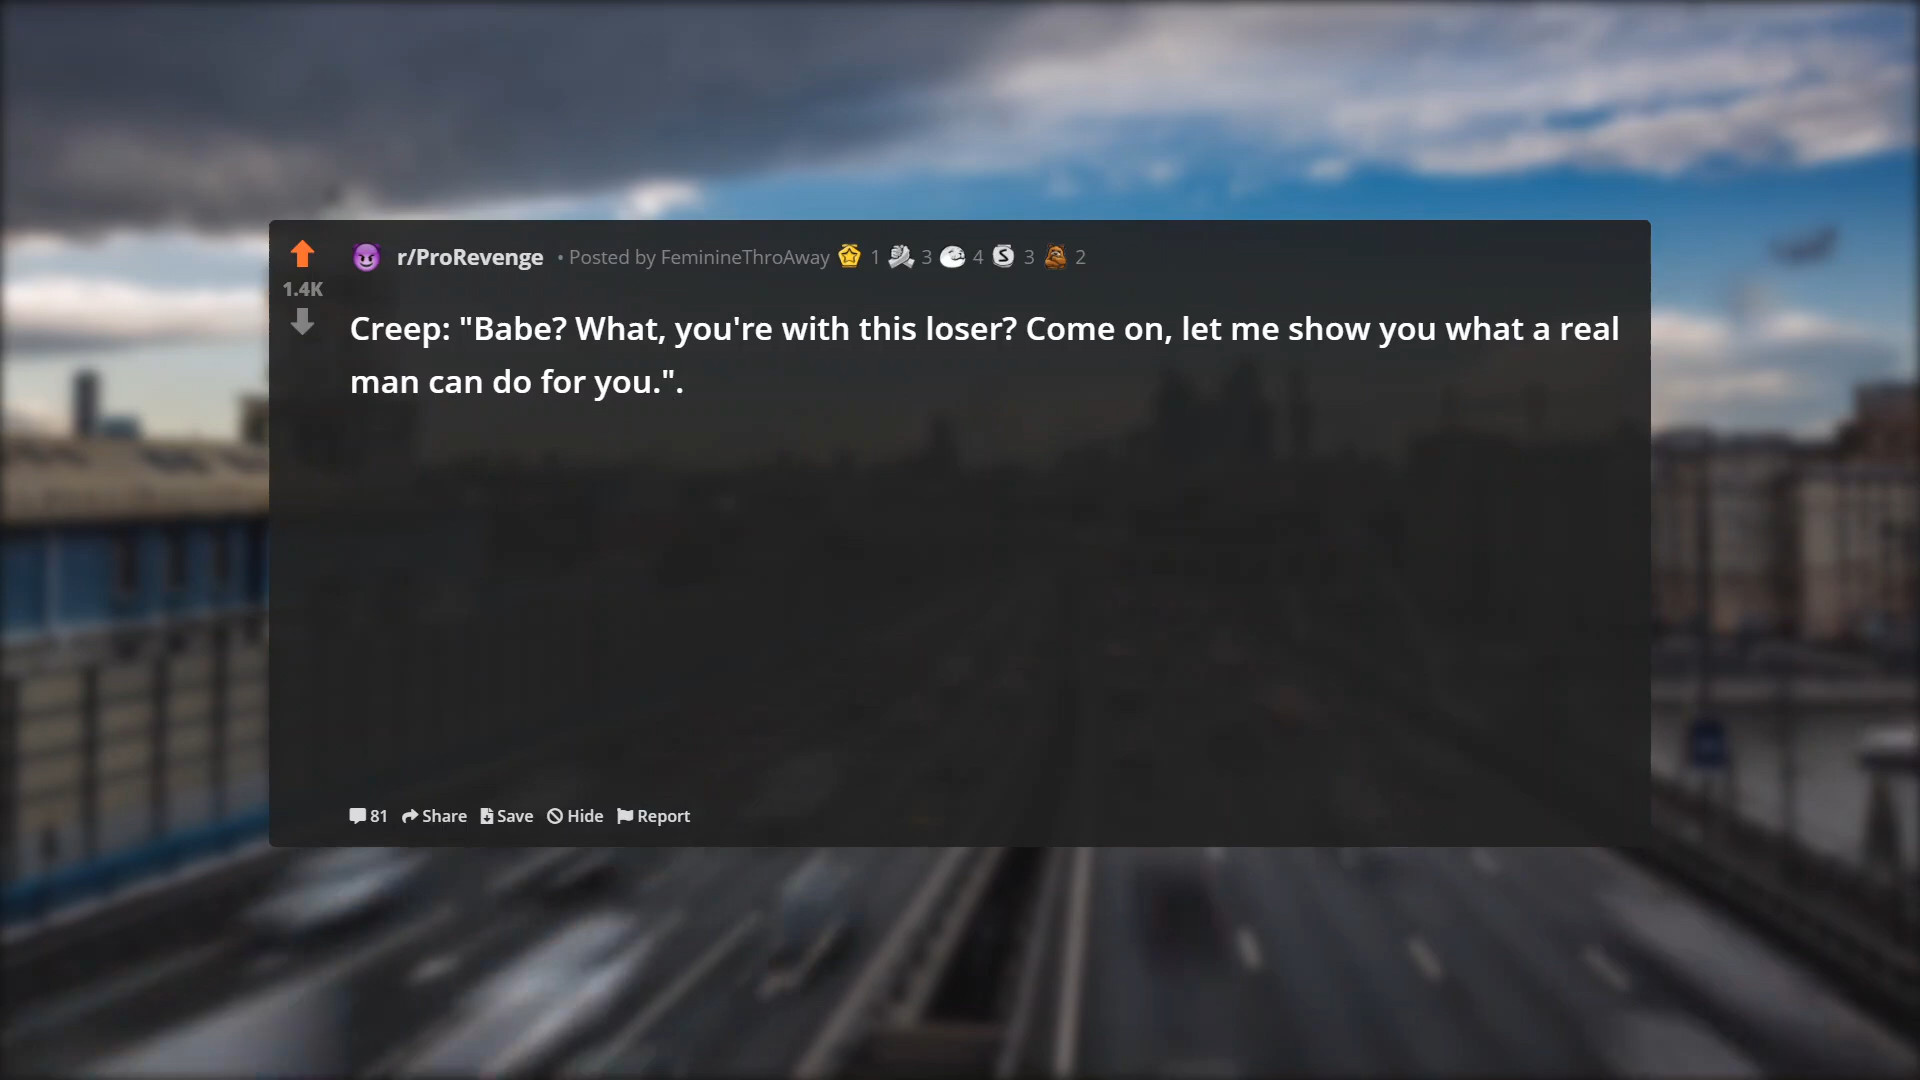 r/ProRevenge • Posted by FeminineThroAway 1 3 4 3 2
1.4K
Creep: "Babe? What, you're with this loser? Come on, let me show you what a real
man can do for you.".
81 Share Save Hide Report